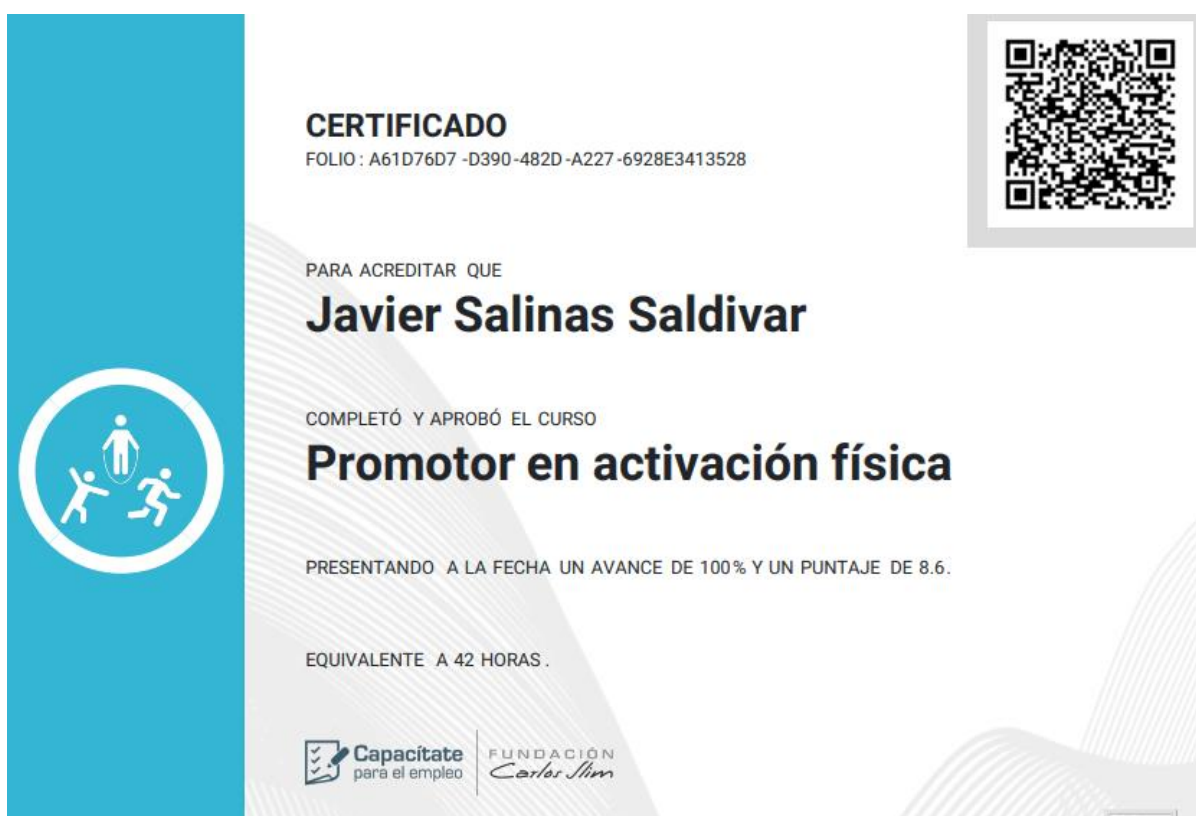 CERTIFICADO
FOLIO : A61D76D7 -D390 -482D -A227 -6928E3413528
PARA ACREDITAR QUE
Javier Salinas Saldivar
COMPLETÓ Y APROBÓ EL CURSO
Promotor en activación física
PRESENTANDO A LA FECHA UN AVANCE DE 100% Y UN PUNTAJE DE 8.6.
EQUIVALENTE A 42 HORAS .
Capacítate
para el empleo
FUNDACIÓN
Carlos Slim